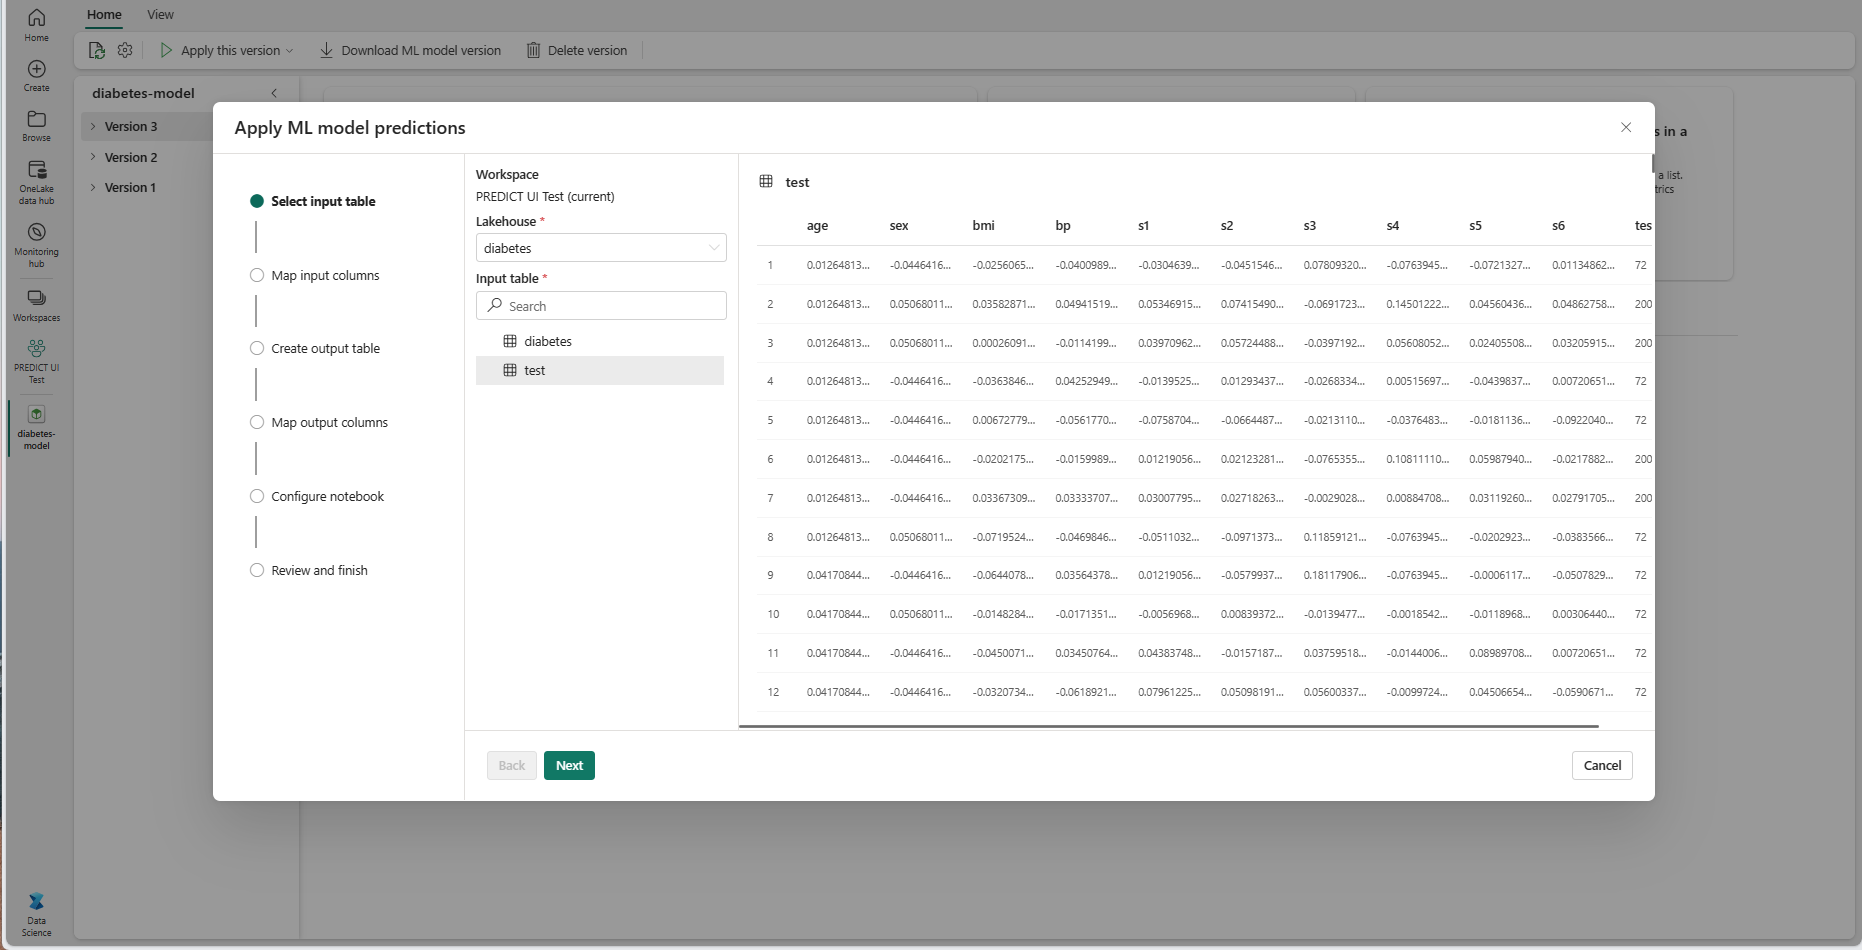 Home
View
Apply this version
Download ML model version
Delete version
Home
Create
Browse
OneLake
data hub
Monitoring
hub
Workspaces
PREDICT UI
Test
diabetes-
model
Data
Science
diabetes-model
Version 3
Version 2
Version 1
s in a
a list.
trics
Apply ML model predictions
Select input table
Map input columns
Create output table
Map output columns
Configure notebook
Review and finish
Workspace
PREDICT UI Test (current)
Lakehouse *
diabetes
Input table *
Search
diabetes
test
test
age sex bmi bp s1 s2 s3 s4 s5 s6 tes
1 0.01264813... -0.0446416... -0.0256065... -0.0400989... -0.0304639... -0.0451546... 0.07809320... -0.0763945... -0.0721327... 0.01134862... 72
2 0.01264813... 0.05068011... 0.03582871... 0.04941519... 0.05346915... 0.07415490... -0.0691723... 0.14501222... 0.04560436... 0.04862758... 200
3 0.01264813... 0.05068011... 0.00026091... -0.0114199... 0.03970962... 0.05724488... -0.0397192... 0.05608052... 0.02405508... 0.03205915... 200
4 0.01264813... -0.0446416... -0.0363846... 0.04252949... -0.0139525... 0.01293437... -0.0268334... 0.00515697... -0.0439837... 0.00720651... 72
5 0.01264813... -0.0446416... 0.00672779... -0.0561770... -0.0758704... -0.0664487... -0.0213110... -0.0376483... -0.0181136... -0.0922040... 72
6 0.01264813... -0.0446416... -0.0202175... -0.0159989... 0.01219056... 0.02123281... -0.0765355... 0.10811110... 0.05987940... -0.0217882... 200
7 0.01264813... -0.0446416... 0.03367309... 0.03333707... 0.03007795... 0.02718263... -0.0029028... 0.00884708... 0.03119260... 0.02791705... 200
8 0.01264813... 0.05068011... -0.0719524... -0.0469846... -0.0511032... -0.0971373... 0.11859121... -0.0763945... -0.0202923... -0.0383566... 72
9 0.04170844... -0.0446416... -0.0644078... 0.03564378... 0.01219056... -0.0579937... 0.18117906... -0.0763945... -0.0006117... -0.0507829... 72
10 0.04170844... 0.05068011... -0.0148284... -0.0171351... -0.0056968... 0.00839372... -0.0139477... -0.0018542... -0.0118968... 0.00306440... 72
11 0.04170844... -0.0446416... -0.0450071... 0.03450764... 0.04383748... -0.0157187... 0.03759518... -0.0144006... 0.08989708... 0.00720651... 72
12 0.04170844... -0.0446416... -0.0320734... -0.0618921... 0.07961225... 0.05098191... 0.05600337... -0.0099724... 0.04506654... -0.0590671... 72
Back
Next
Cancel